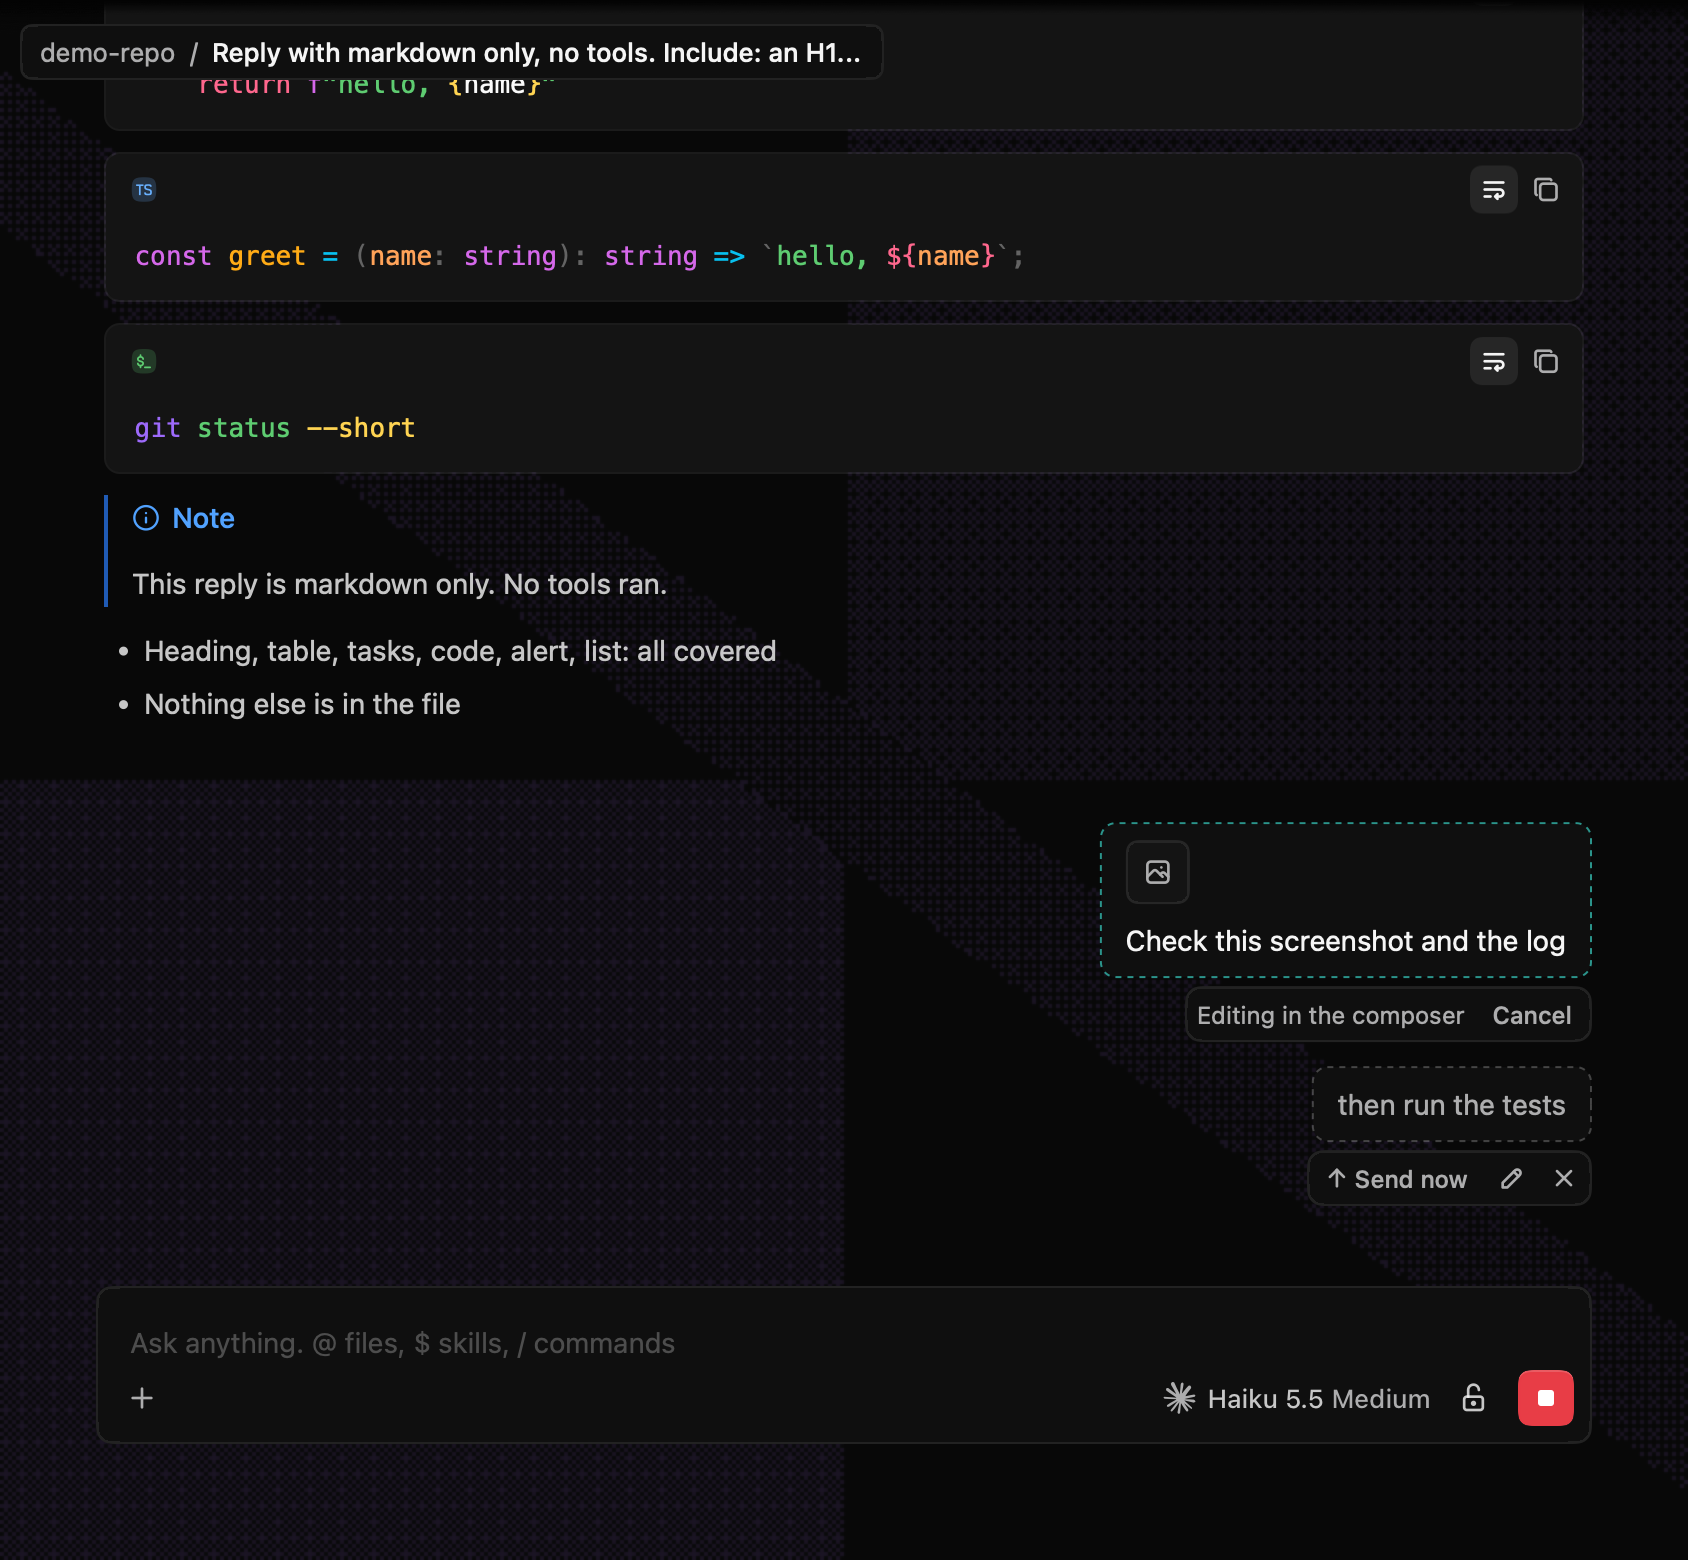 demo-repo / Reply with markdown only, no tools. Include: an H1...
return f"hello, {name}"
TS
const greet = (name: string): string => `hello, ${name}`;
$_
git status --short
Note
This reply is markdown only. No tools ran.
• Heading, table, tasks, code, alert, list: all covered
• Nothing else is in the file
Check this screenshot and the log
Editing in the composer Cancel
then run the tests
Send now
Ask anything. @ files, $ skills, / commands
Haiku 5.5 Medium